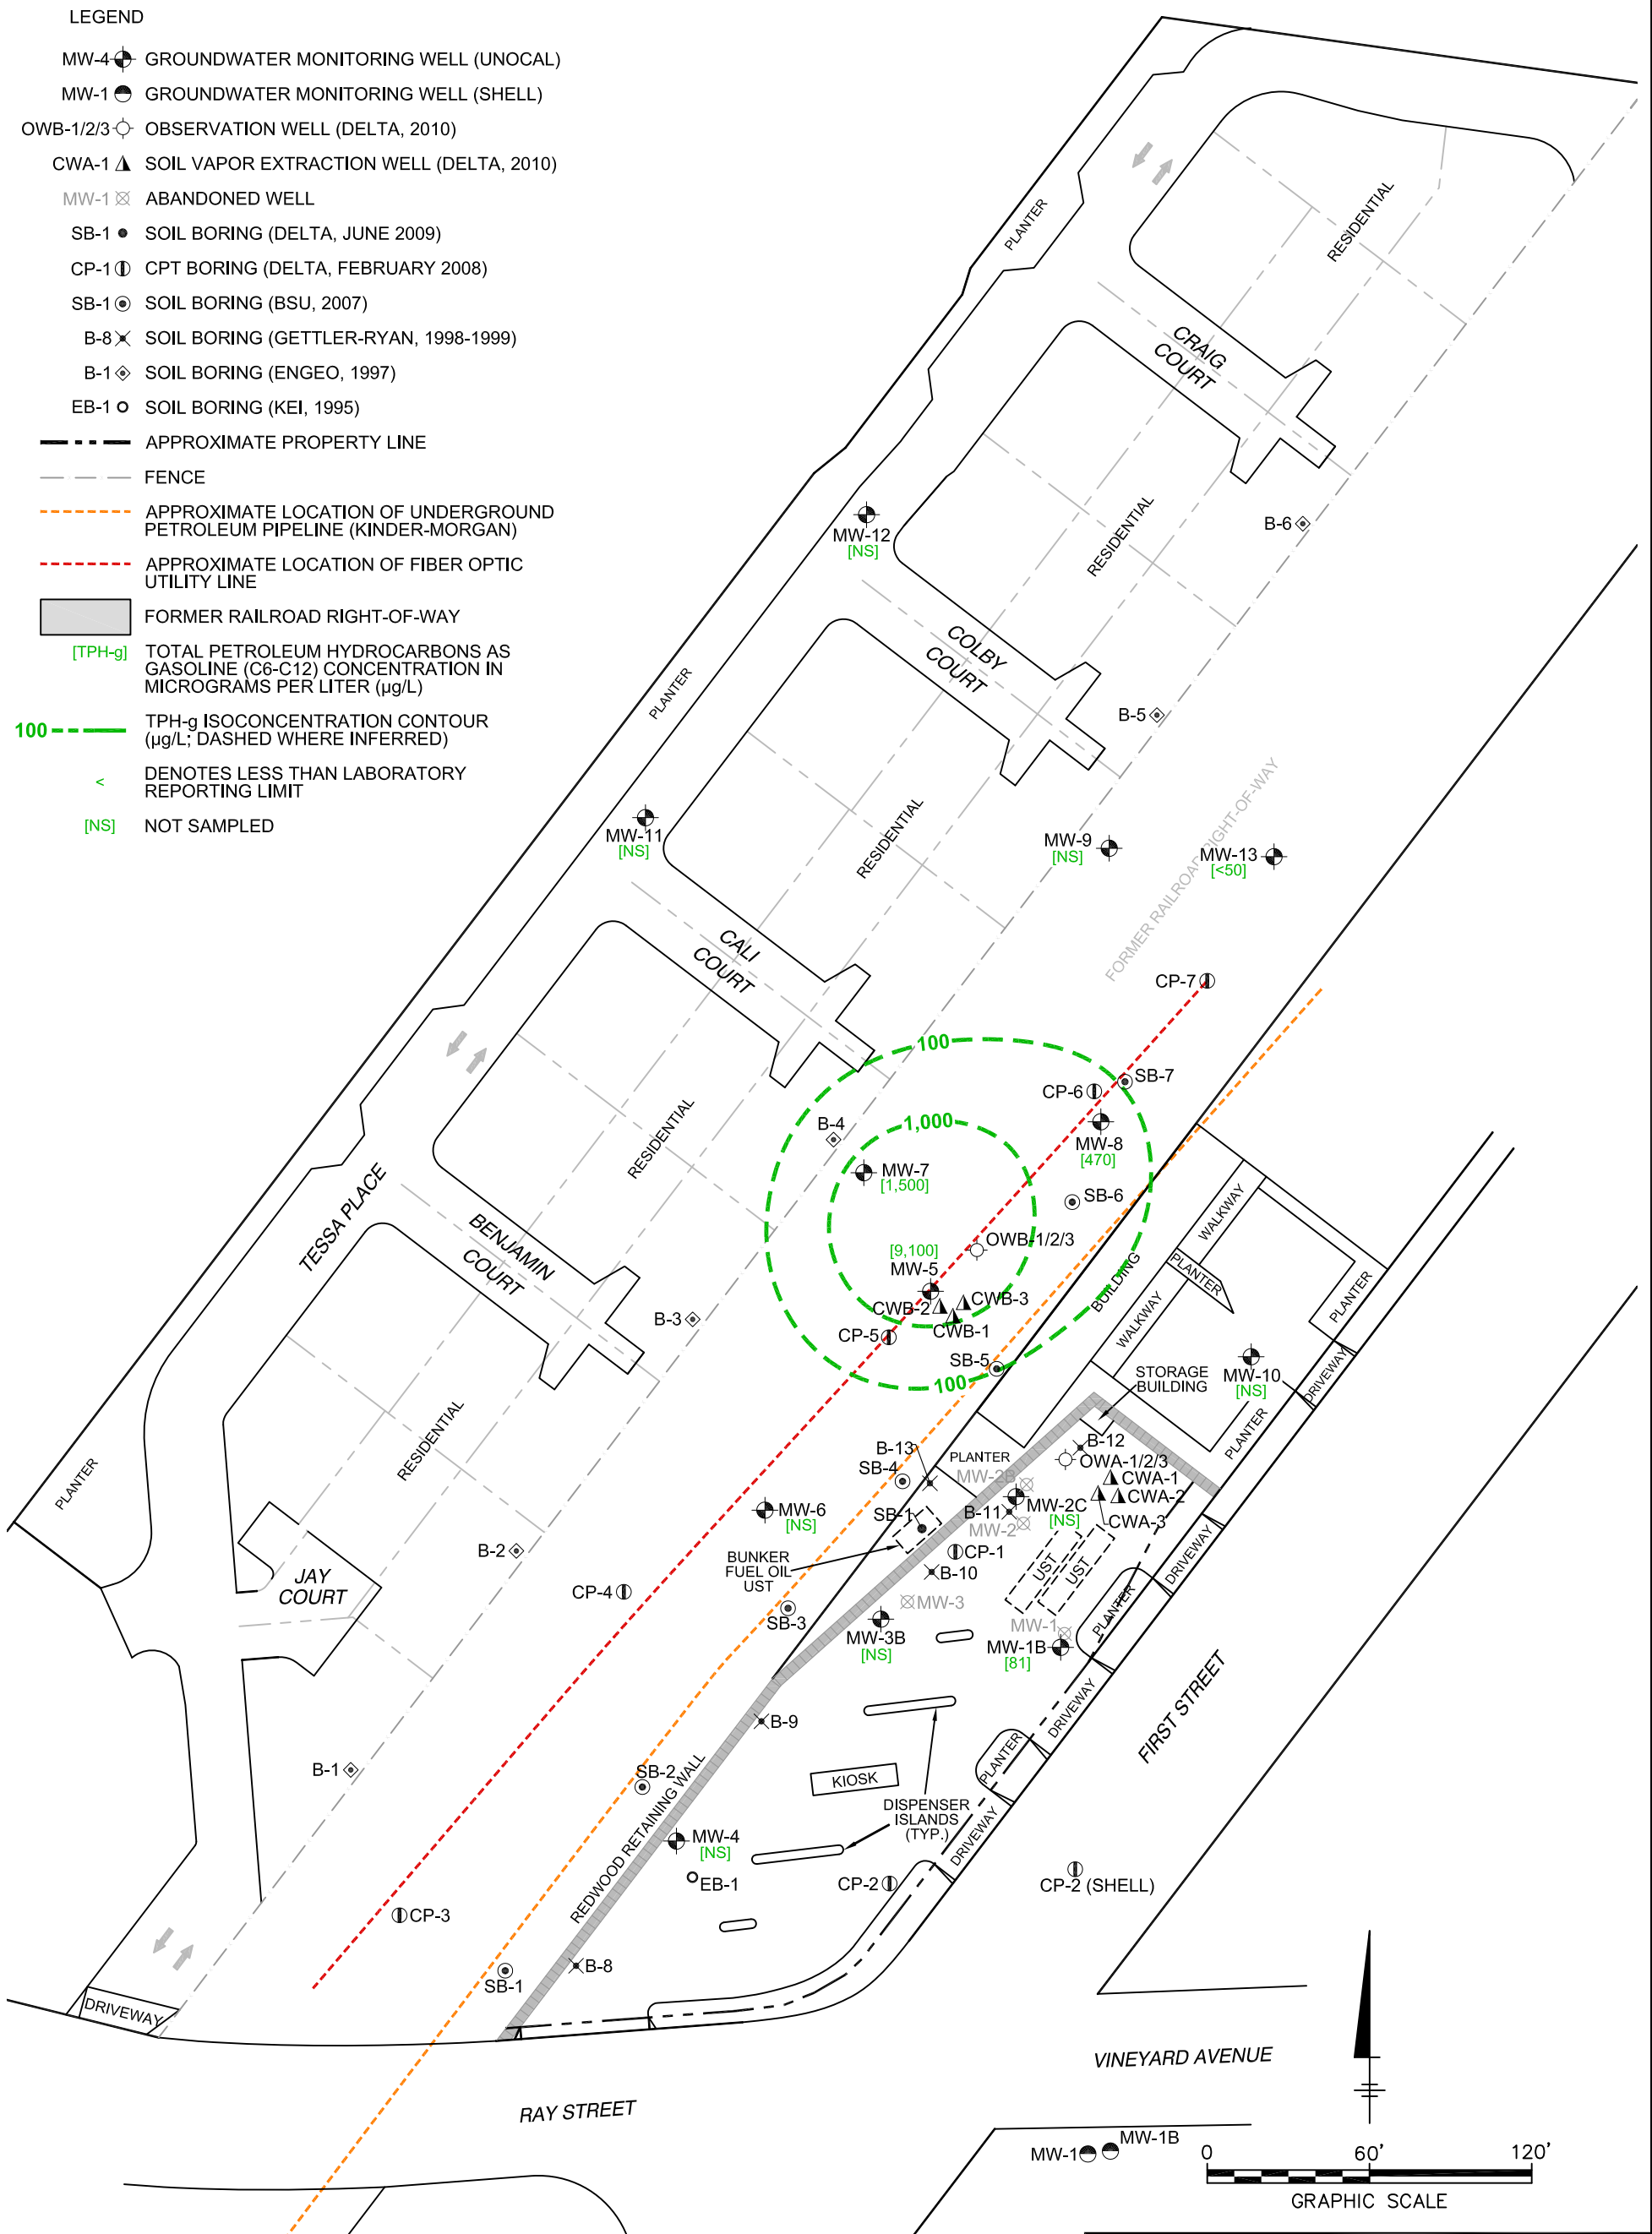 LEGEND
MW-4 GROUNDWATER MONITORING WELL (UNOCAL)
MW-1 GROUNDWATER MONITORING WELL (SHELL)
OWB-1/2/3 OBSERVATION WELL (DELTA, 2010)
CWA-1 SOIL VAPOR EXTRACTION WELL (DELTA, 2010)
MW-1 ABANDONED WELL
SB-1 SOIL BORING (DELTA, JUNE 2009)
CP-1 CPT BORING (DELTA, FEBRUARY 2008)
SB-1 SOIL BORING (BSU, 2007)
B-8 SOIL BORING (GETTLER-RYAN, 1998-1999)
B-1 SOIL BORING (ENGEO, 1997)
EB-1 SOIL BORING (KEI, 1995)
APPROXIMATE PROPERTY LINE
FENCE
APPROXIMATE LOCATION OF UNDERGROUND
PETROLEUM PIPELINE (KINDER-MORGAN)
APPROXIMATE LOCATION OF FIBER OPTIC
UTILITY LINE
FORMER RAILROAD RIGHT-OF-WAY
[TPH-g] TOTAL PETROLEUM HYDROCARBONS AS
GASOLINE (C6-C12) CONCENTRATION IN
MICROGRAMS PER LITER (µg/L)
100 TPH-g ISOCONCENTRATION CONTOUR
(µg/L; DASHED WHERE INFERRED)
< DENOTES LESS THAN LABORATORY
REPORTING LIMIT
[NS] NOT SAMPLED
PLANTER
RESIDENTIAL
CRAIG
COURT
MW-12
[NS]
RESIDENTIAL
B-6
COLBY
COURT
PLANTER
B-5
MW-11
[NS]
RESIDENTIAL
MW-9
[NS]
MW-13
[<50]
FORMER RAILROAD RIGHT-OF-WAY
CALI
COURT
CP-7
100
SB-7
CP-6
1,000
B-4
MW-8
[470]
MW-7
[1,500]
RESIDENTIAL
SB-6
TESSA PLACE
BENJAMIN
COURT
OWB-1/2/3
[9,100]
MW-5
CWB-2
CWB-3
CWB-1
CP-5
B-3
SB-5
100
BUILDING
WALKWAY
PLANTER
WALKWAY
PLANTER
MW-10
[NS]
STORAGE
BUILDING
DRIVEWAY
PLANTER
RESIDENTIAL
PLANTER
B-13
SB-4
PLANTER
MW-2B
B-12
OWA-1/2/3
CWA-1
CWA-2
CWA-3
MW-2C
[NS]
B-11
MW-2
SB-1
MW-6
[NS]
BUNKER
FUEL OIL
UST
CP-1
B-10
UST
UST
DRIVEWAY
PLANTER
B-2
JAY
COURT
CP-4
SB-3
MW-3
MW-3B
[NS]
MW-1
MW-1B
[81]
DRIVEWAY
FIRST STREET
B-9
PLANTER
B-1
SB-2
KIOSK
REDWOOD RETAINING WALL
DISPENSER
ISLANDS
(TYP.)
DRIVEWAY
MW-4
[NS]
EB-1
CP-2
CP-2 (SHELL)
CP-3
B-8
SB-1
DRIVEWAY
VINEYARD AVENUE
RAY STREET
MW-1
MW-1B
0 60' 120'
GRAPHIC SCALE